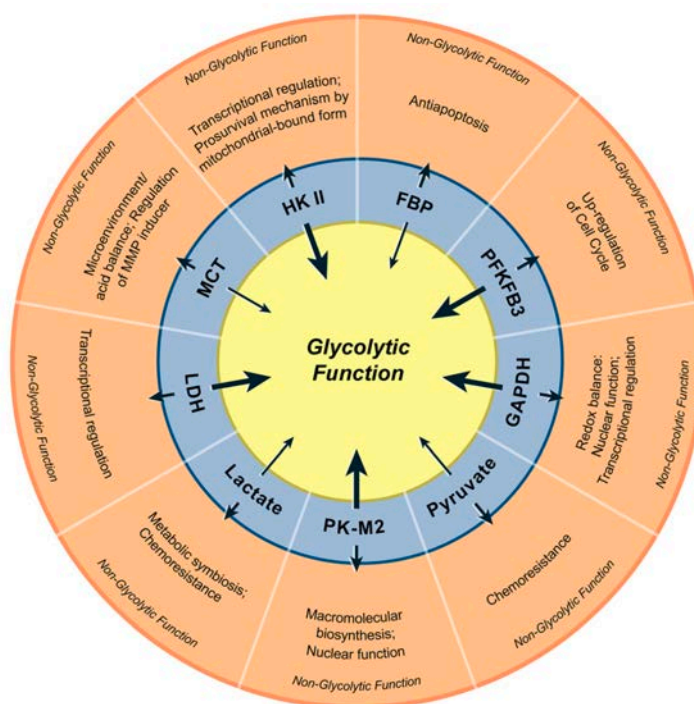 Non-Glycolytic Function
Transcriptional regulation;
Prosurvival mechanism by
mitochondrial-bound form
HK II
Non-Glycolytic Function
Antiapoptosis
FBP
Non-Glycolytic Function
Up-regulation
of Cell Cycle
PFKFB3
Non-Glycolytic Function
Redox balance:
Nuclear function;
Transcriptional regulation
GAPDH
Non-Glycolytic Function
Chemoresistance
Pyruvate
Non-Glycolytic Function
Macromolecular
biosynthesis;
Nuclear function
PK-M2
Non-Glycolytic Function
Metabolic symbiosis;
Chemoresistance
Lactate
Non-Glycolytic Function
Transcriptional regulation
LDH
Non-Glycolytic Function
Microenvironment/
acid balance; Regulation
of MMP inducer
MCT
Glycolytic
Function